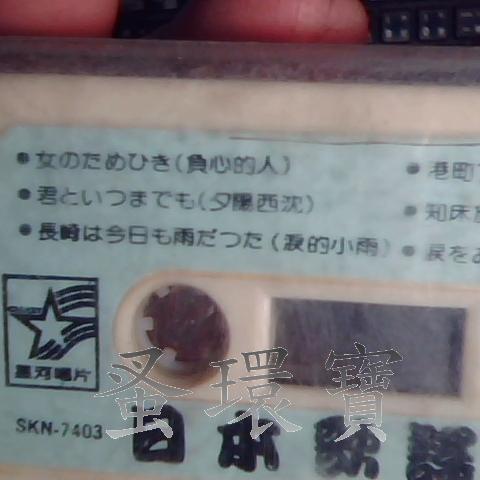 ●女のためひき(負心的人)
●君といつまでも(夕陽西沈)
●長崎は今日も雨だつた(淚的小雨)
●港町
●知床
●涙を
星河唱片
SKN-7403
蚤環寶
日本歌謠